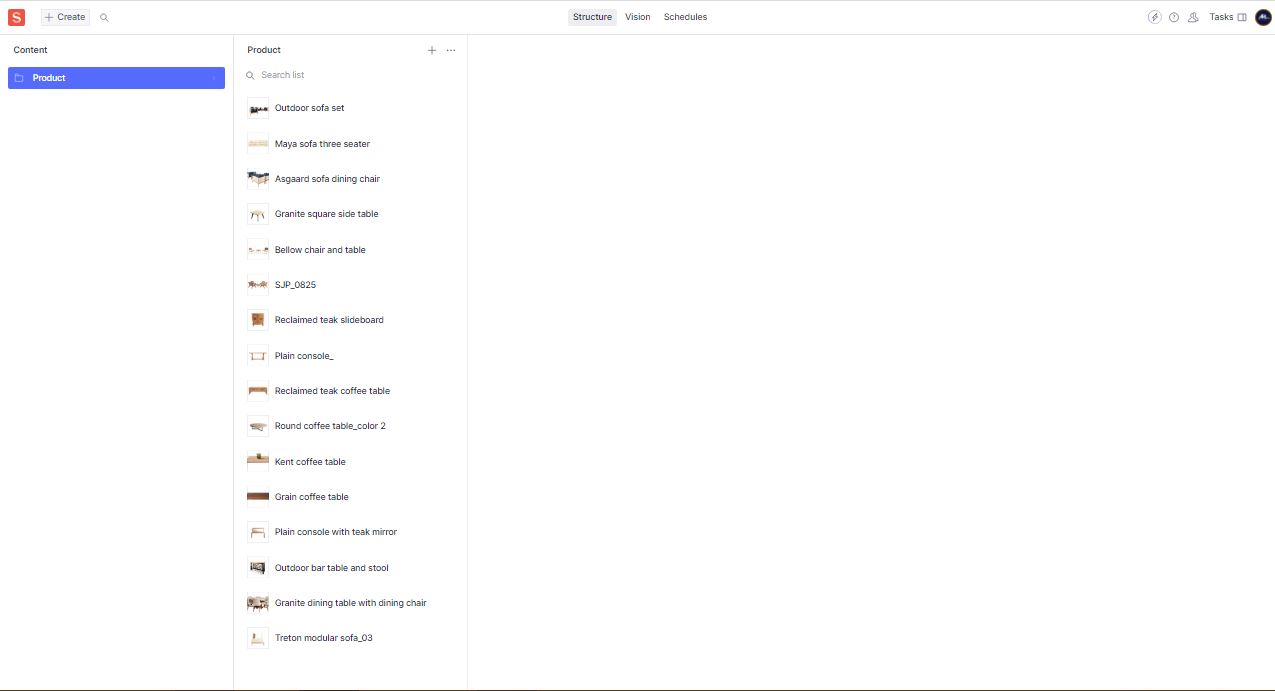 S
Create
Structure
Vision
Schedules
Tasks
Content
Product
Product
Search list
Outdoor sofa set
Maya sofa three seater
Asgaard sofa dining chair
Granite square side table
Bellow chair and table
SJP_0825
Reclaimed teak slideboard
Plain console_
Reclaimed teak coffee table
Round coffee table_color 2
Kent coffee table
Grain coffee table
Plain console with teak mirror
Outdoor bar table and stool
Granite dining table with dining chair
Treton modular sofa_03